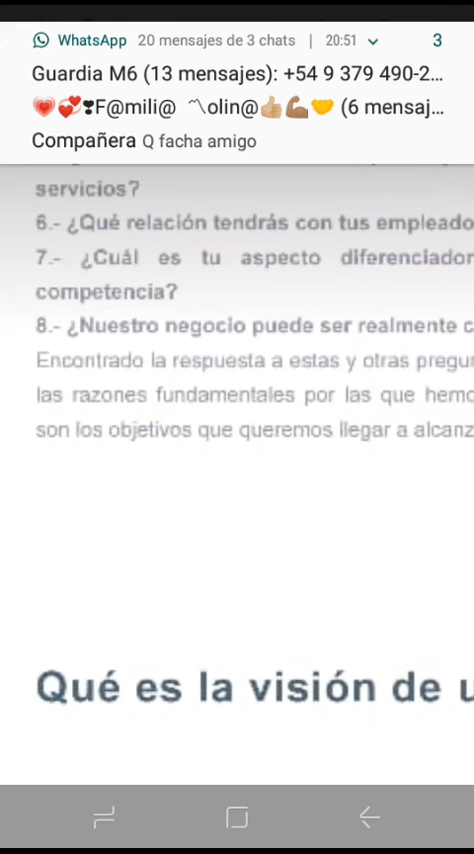 WhatsApp 20 mensajes de 3 chats | 20:51 3
Guardia M6 (13 mensajes): +54 9 379 490-2...
💗💞❣F@mili@ 〽olin@👍🏼💪🏽🤝 (6 mensaj...
Compañera Q facha amigo
servicios?
6.- ¿Qué relación tendrás con tus empleado
7.- ¿Cuál es tu aspecto diferenciador
competencia?
8.- ¿Nuestro negocio puede ser realmente c
Encontrado la respuesta a estas y otras pregu
las razones fundamentales por las que hemo
son los objetivos que queremos llegar a alcanz
Qué es la visión de u